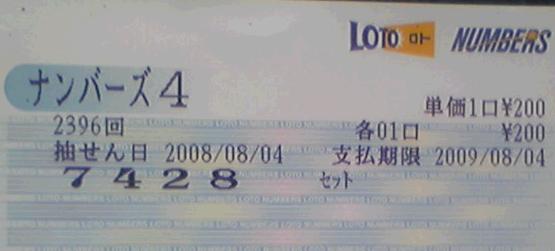 LOTO ロト NUMBERS
ナンバーズ4
単価1口¥200
2396回 各01口 ¥200
抽せん日 2008/08/04 支払期限 2009/08/04
7428 セット